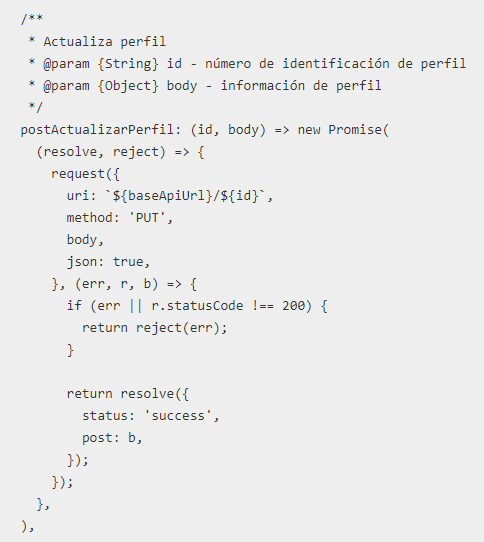 /**
 * Actualiza perfil
 * @param {String} id - número de identificación de perfil
 * @param {Object} body - información de perfil
 */
postActualizarPerfil: (id, body) => new Promise(
  (resolve, reject) => {
    request({
      uri: `${baseApiUrl}/${id}`,
      method: 'PUT',
      body,
      json: true,
    }, (err, r, b) => {
      if (err || r.statusCode !== 200) {
        return reject(err);
      }

      return resolve({
        status: 'success',
        post: b,
      });
    });
  },
),